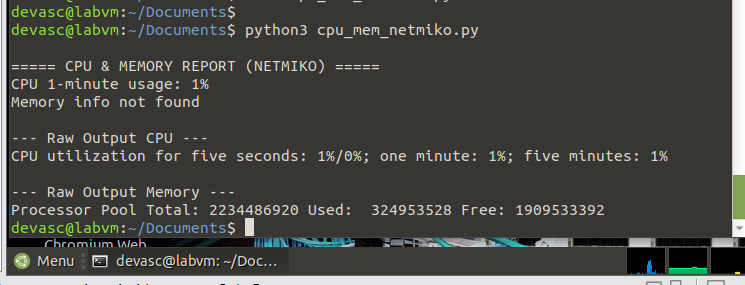 devasc@labvm:~/Documents$
devasc@labvm:~/Documents$ python3 cpu_mem_netmiko.py
===== CPU & MEMORY REPORT (NETMIKO) =====
CPU 1-minute usage: 1%
Memory info not found
--- Raw Output CPU ---
CPU utilization for five seconds: 1%/0%; one minute: 1%; five minutes: 1%
--- Raw Output Memory ---
Processor Pool Total: 2234486920 Used:  324953528 Free: 1909533392
devasc@labvm:~/Documents$
Chromium Web
Menu
devasc@labvm: ~/Doc...